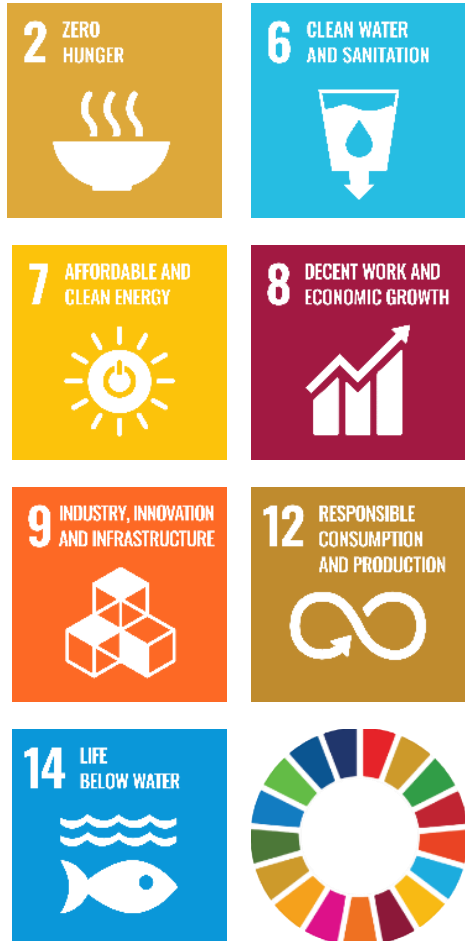 2 ZERO
HUNGER
6 CLEAN WATER
AND SANITATION
7 AFFORDABLE AND
CLEAN ENERGY
8 DECENT WORK AND
ECONOMIC GROWTH
9 INDUSTRY, INNOVATION
AND INFRASTRUCTURE
12 RESPONSIBLE
CONSUMPTION
AND PRODUCTION
14 LIFE
BELOW WATER